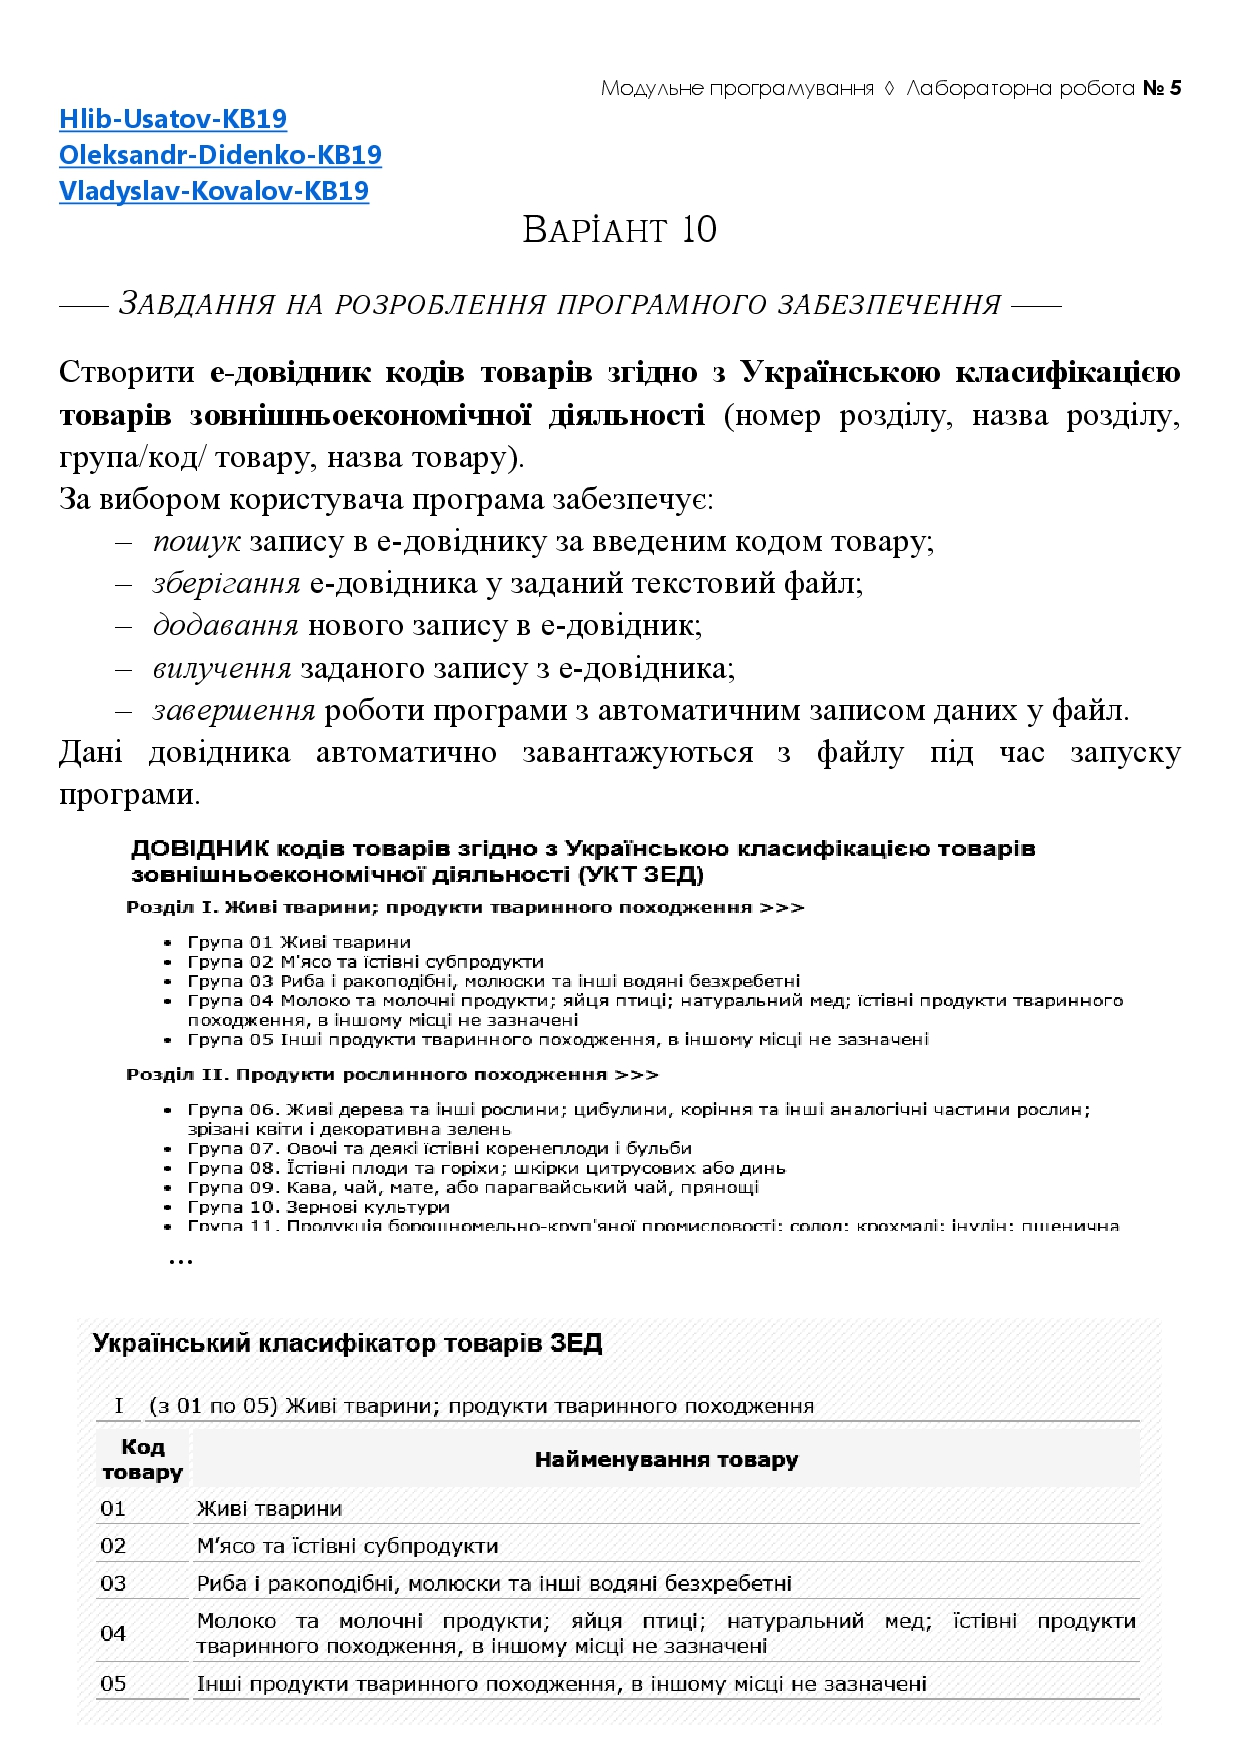 Модульне програмування ◊ Лабораторна робота № 5
Hlib-Usatov-КВ19
Oleksandr-Didenko-КВ19
Vladyslav-Kovalov-КВ19
ВАРІАНТ 10
—— ЗАВДАННЯ НА РОЗРОБЛЕННЯ ПРОГРАМНОГО ЗАБЕЗПЕЧЕННЯ ——
Створити е-довідник кодів товарів згідно з Українською класифікацією
товарів зовнішньоекономічної діяльності (номер розділу, назва розділу,
група/код/ товару, назва товару).
За вибором користувача програма забезпечує:
– пошук запису в е-довіднику за введеним кодом товару;
– зберігання е-довідника у заданий текстовий файл;
– додавання нового запису в е-довідник;
– вилучення заданого запису з е-довідника;
– завершення роботи програми з автоматичним записом даних у файл.
Дані довідника автоматично завантажуються з файлу під час запуску
програми.
ДОВІДНИК кодів товарів згідно з Українською класифікацією товарів
зовнішньоекономічної діяльності (УКТ ЗЕД)
Розділ I. Живі тварини; продукти тваринного походження >>>
• Група 01 Живі тварини
• Група 02 М'ясо та їстівні субпродукти
• Група 03 Риба і ракоподібні, молюски та інші водяні безхребетні
• Група 04 Молоко та молочні продукти; яйця птиці; натуральний мед; їстівні продукти тваринного
походження, в іншому місці не зазначені
• Група 05 Інші продукти тваринного походження, в іншому місці не зазначені
Розділ II. Продукти рослинного походження >>>
• Група 06. Живі дерева та інші рослини; цибулини, коріння та інші аналогічні частини рослин;
зрізані квіти і декоративна зелень
• Група 07. Овочі та деякі їстівні коренеплоди і бульби
• Група 08. Їстівні плоди та горіхи; шкірки цитрусових або динь
• Група 09. Кава, чай, мате, або парагвайський чай, прянощі
• Група 10. Зернові культури
• Група 11. Продукція борошномельно-круп'яної промисловості; солод; крохмалі; інулін; пшенична
...
Український класифікатор товарів ЗЕД
I (з 01 по 05) Живі тварини; продукти тваринного походження
Код
товару
Найменування товару
01 Живі тварини
02 М’ясо та їстівні субпродукти
03 Риба і ракоподібні, молюски та інші водяні безхребетні
04 Молоко та молочні продукти; яйця птиці; натуральний мед; їстівні продукти
тваринного походження, в іншому місці не зазначені
05 Інші продукти тваринного походження, в іншому місці не зазначені